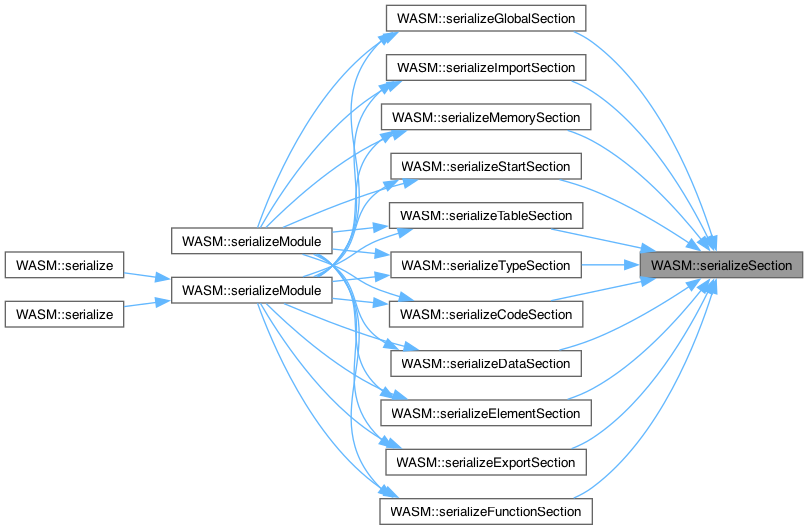 WASM::serializeGlobalSection
WASM::serializeImportSection
WASM::serializeMemorySection
WASM::serializeStartSection
WASM::serializeTableSection
WASM::serializeModule
WASM::serialize
WASM::serializeTypeSection
WASM::serializeSection
WASM::serializeModule
WASM::serialize
WASM::serializeCodeSection
WASM::serializeDataSection
WASM::serializeElementSection
WASM::serializeExportSection
WASM::serializeFunctionSection